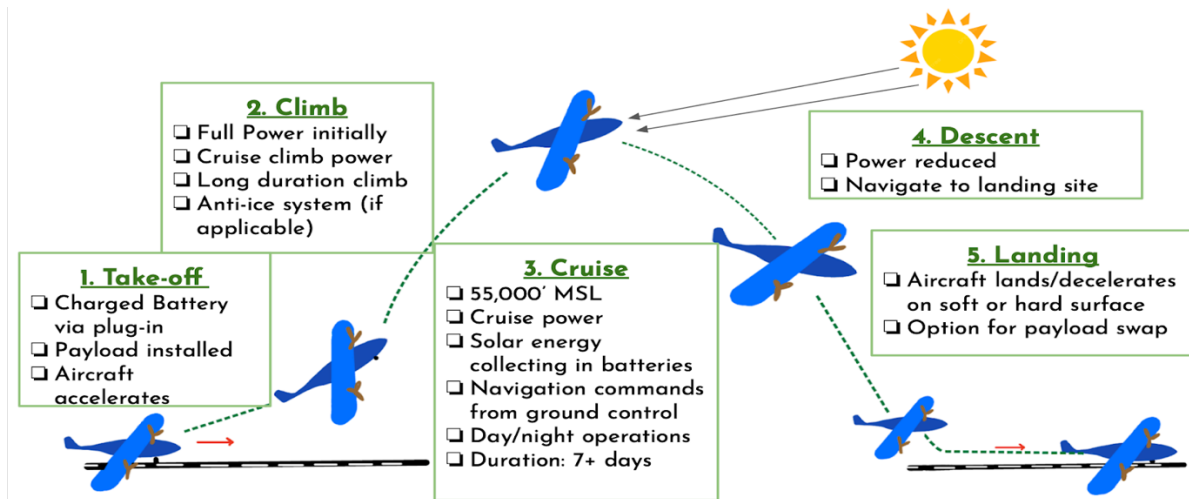 1. Take-off
❏ Charged Battery
via plug-in
❏ Payload installed
❏ Aircraft
accelerates
2. Climb
❏ Full Power initially
❏ Cruise climb power
❏ Long duration climb
❏ Anti-ice system (if
applicable)
3. Cruise
❏ 55,000’ MSL
❏ Cruise power
❏ Solar energy
collecting in batteries
❏ Navigation commands
from ground control
❏ Day/night operations
❏ Duration: 7+ days
4. Descent
❏ Power reduced
❏ Navigate to landing site
5. Landing
❏ Aircraft lands/decelerates
on soft or hard surface
❏ Option for payload swap